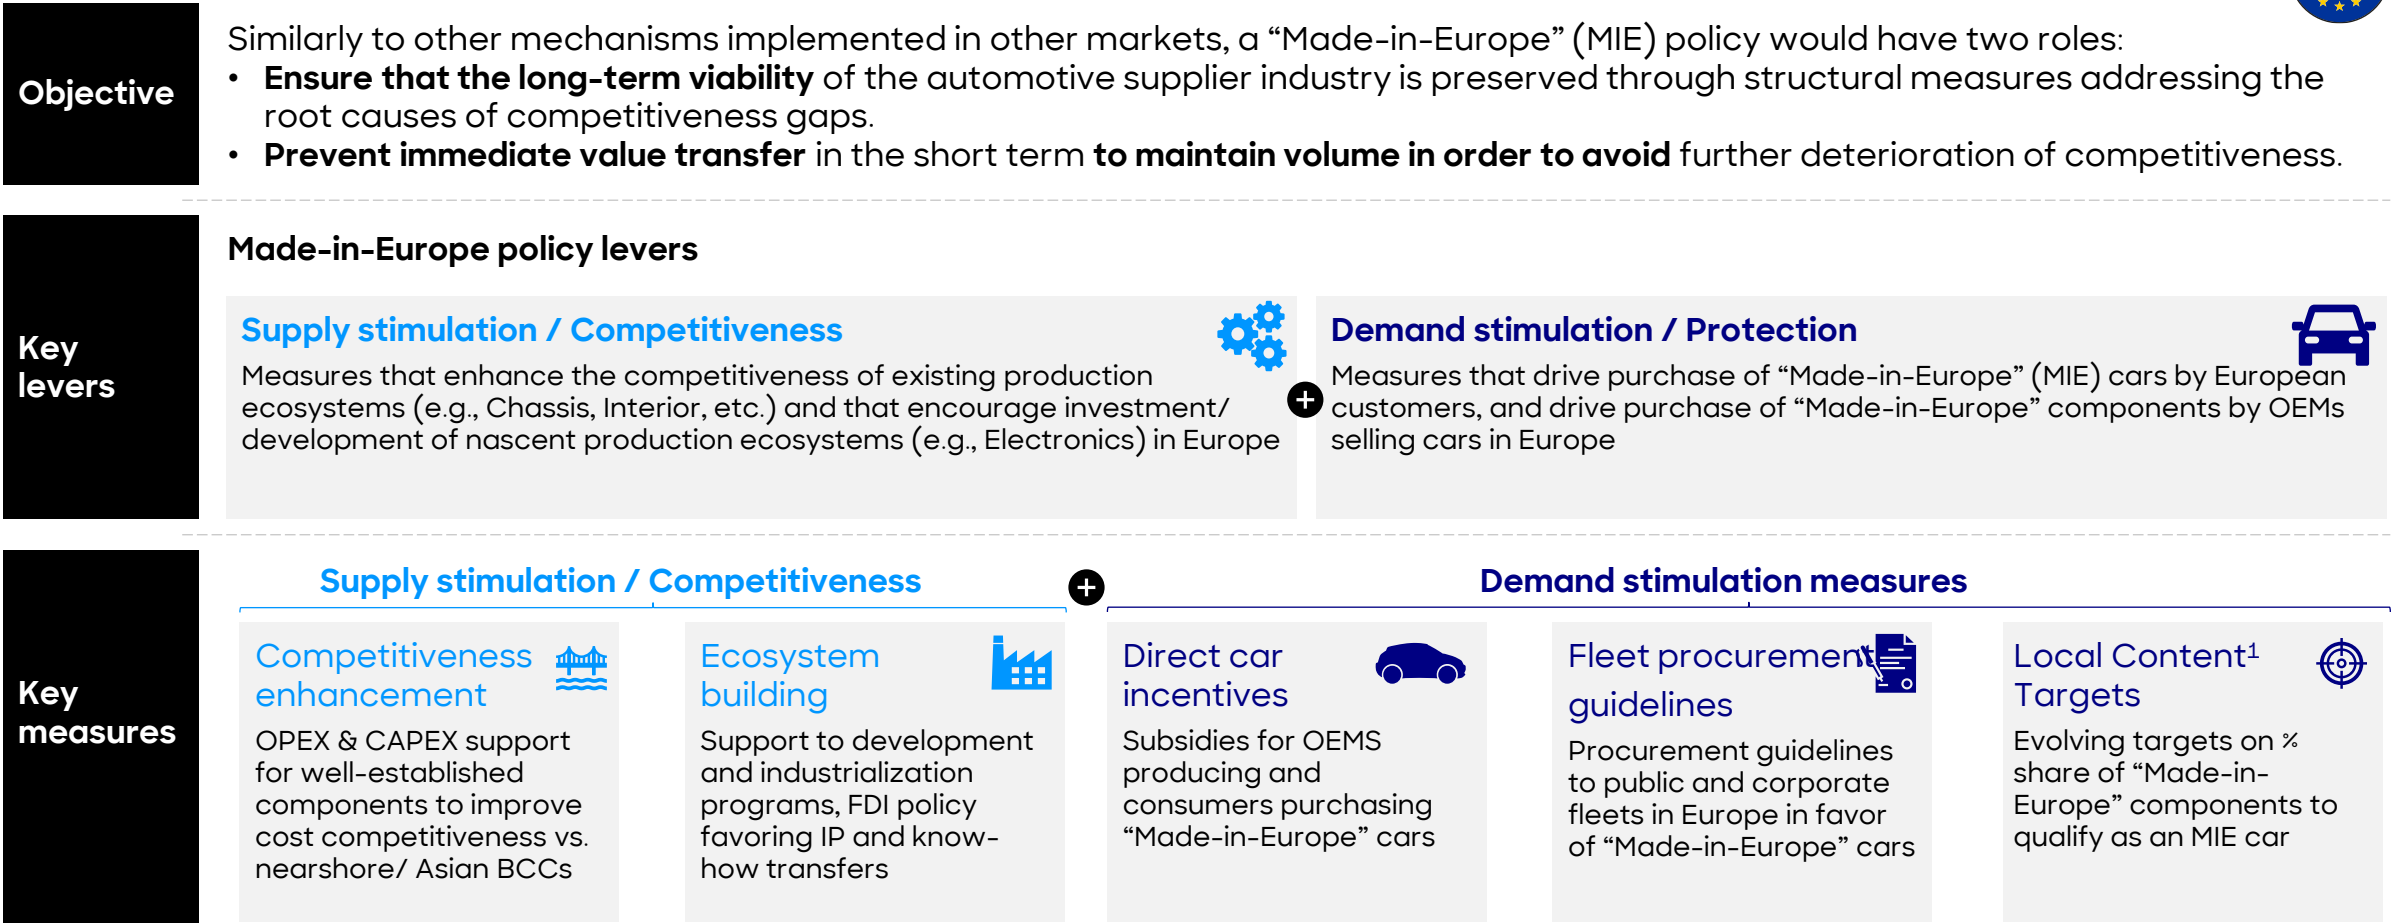 Objective
Similarly to other mechanisms implemented in other markets, a “Made-in-Europe” (MIE) policy would have two roles:
• Ensure that the long-term viability of the automotive supplier industry is preserved through structural measures addressing the
root causes of competitiveness gaps.
• Prevent immediate value transfer in the short term to maintain volume in order to avoid further deterioration of competitiveness.
Key
levers
Made-in-Europe policy levers
Supply stimulation / Competitiveness
Measures that enhance the competitiveness of existing production
ecosystems (e.g., Chassis, Interior, etc.) and that encourage investment/
development of nascent production ecosystems (e.g., Electronics) in Europe
+
Demand stimulation / Protection
Measures that drive purchase of “Made-in-Europe” (MIE) cars by European
customers, and drive purchase of “Made-in-Europe” components by OEMs
selling cars in Europe
Key
measures
Supply stimulation / Competitiveness
+
Demand stimulation measures
Competitiveness
enhancement
OPEX & CAPEX support
for well-established
components to improve
cost competitiveness vs.
nearshore/ Asian BCCs
Ecosystem
building
Support to development
and industrialization
programs, FDI policy
favoring IP and know-
how transfers
Direct car
incentives
Subsidies for OEMS
producing and
consumers purchasing
“Made-in-Europe” cars
Fleet procurement
guidelines
Procurement guidelines
to public and corporate
fleets in Europe in favor
of “Made-in-Europe” cars
Local Content¹
Targets
Evolving targets on %
share of “Made-in-
Europe” components to
qualify as an MIE car